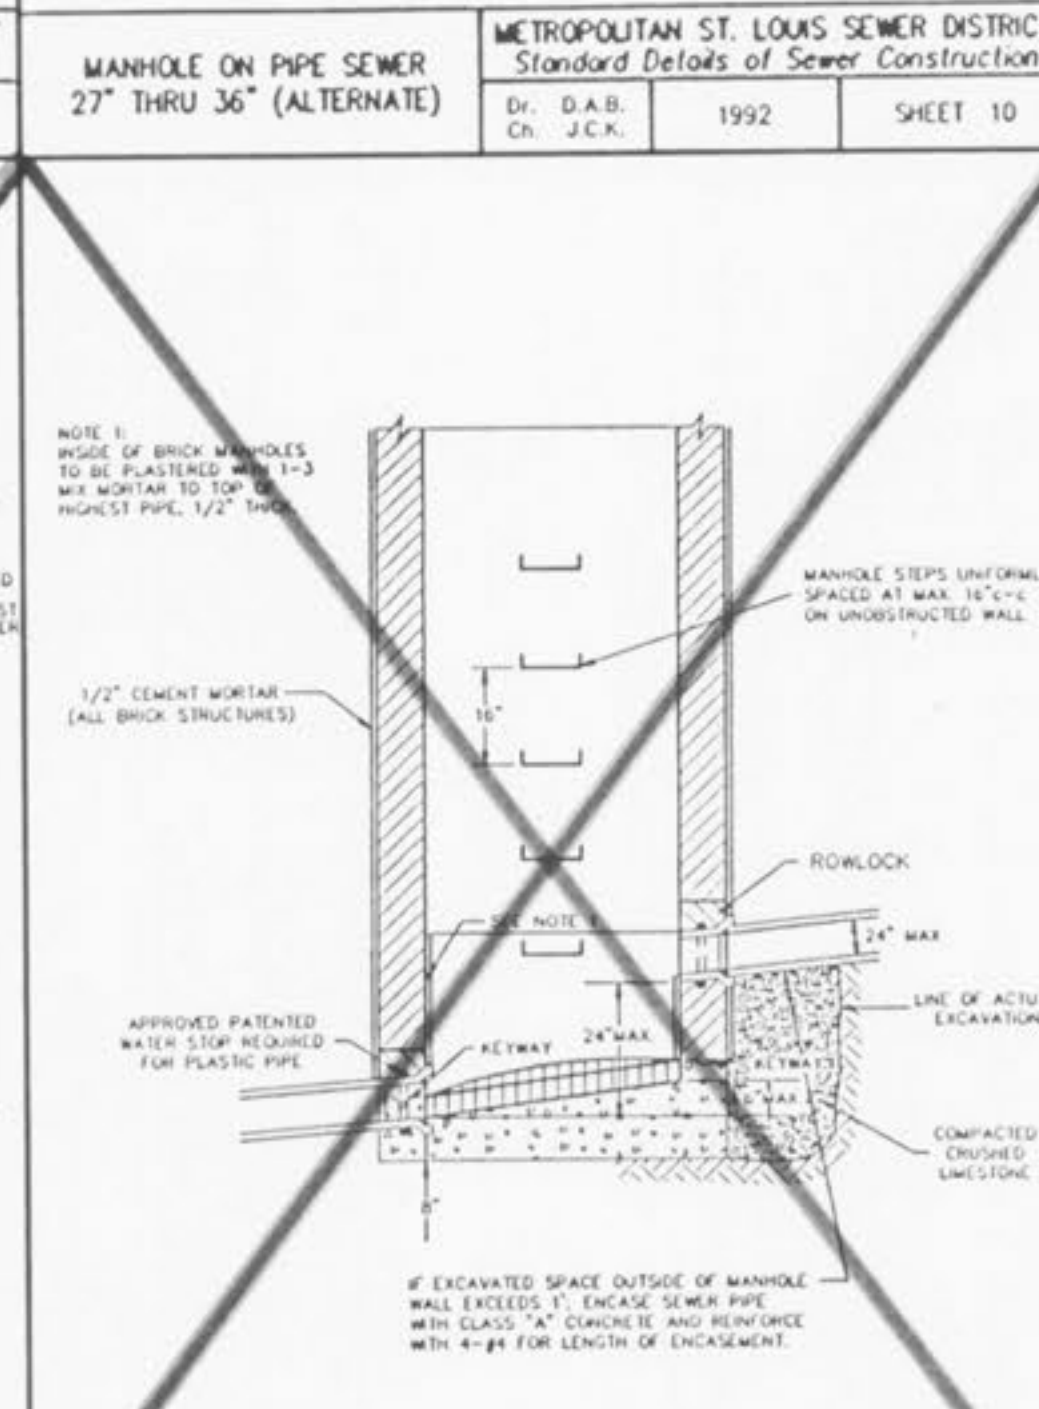 METROPOLITAN ST. LOUIS SEWER DISTRIC
Standard Details of Sewer Construction
MANHOLE ON PIPE SEWER
27" THRU 36" (ALTERNATE)
Dr. D.A.B.
Ch. J.C.K.
1992
SHEET 10
NOTE 1:
INSIDE OF BRICK MANHOLES
TO BE PLASTERED WITH 1-3
MIX MORTAR TO TOP OF
HIGHEST PIPE, 1/2" THICK.
D
ST
ER
MANHOLE STEPS UNIFORML
SPACED AT MAX. 16"c-c
ON UNOBSTRUCTED WALL
1/2" CEMENT MORTAR
(ALL BRICK STRUCTURES)
16"
ROWLOCK
SEE NOTE 1
24" MAX
LINE OF ACTU
EXCAVATION
APPROVED PATENTED
WATER STOP REQUIRED
FOR PLASTIC PIPE
KEYWAY
24" MAX.
KEYWAY
MAX.
COMPACTED
CRUSHED
LIMESTONE
8"
IF EXCAVATED SPACE OUTSIDE OF MANHOLE
WALL EXCEEDS 1', ENCASE SEWER PIPE
WITH CLASS "A" CONCRETE AND REINFORCE
WITH 4-#4 FOR LENGTH OF ENCASEMENT.